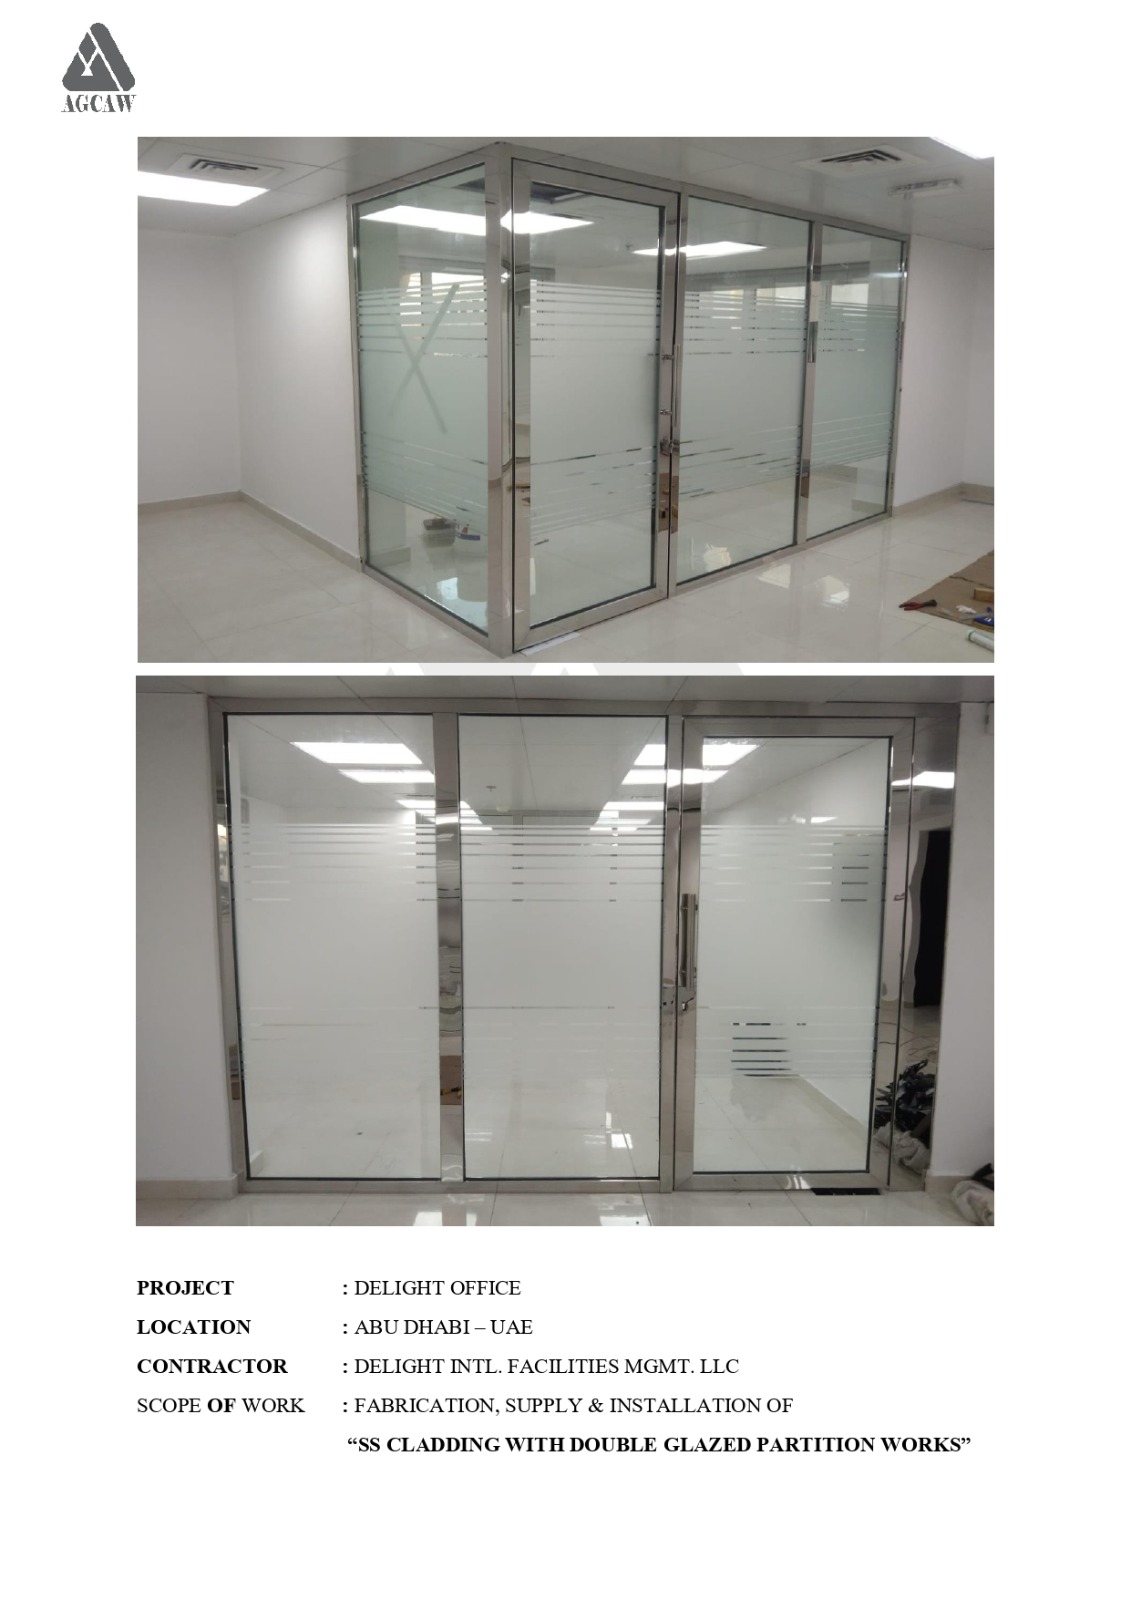 AGCAW
PROJECT : DELIGHT OFFICE
LOCATION : ABU DHABI – UAE
CONTRACTOR : DELIGHT INTL. FACILITIES MGMT. LLC
SCOPE OF WORK : FABRICATION, SUPPLY & INSTALLATION OF
“SS CLADDING WITH DOUBLE GLAZED PARTITION WORKS”